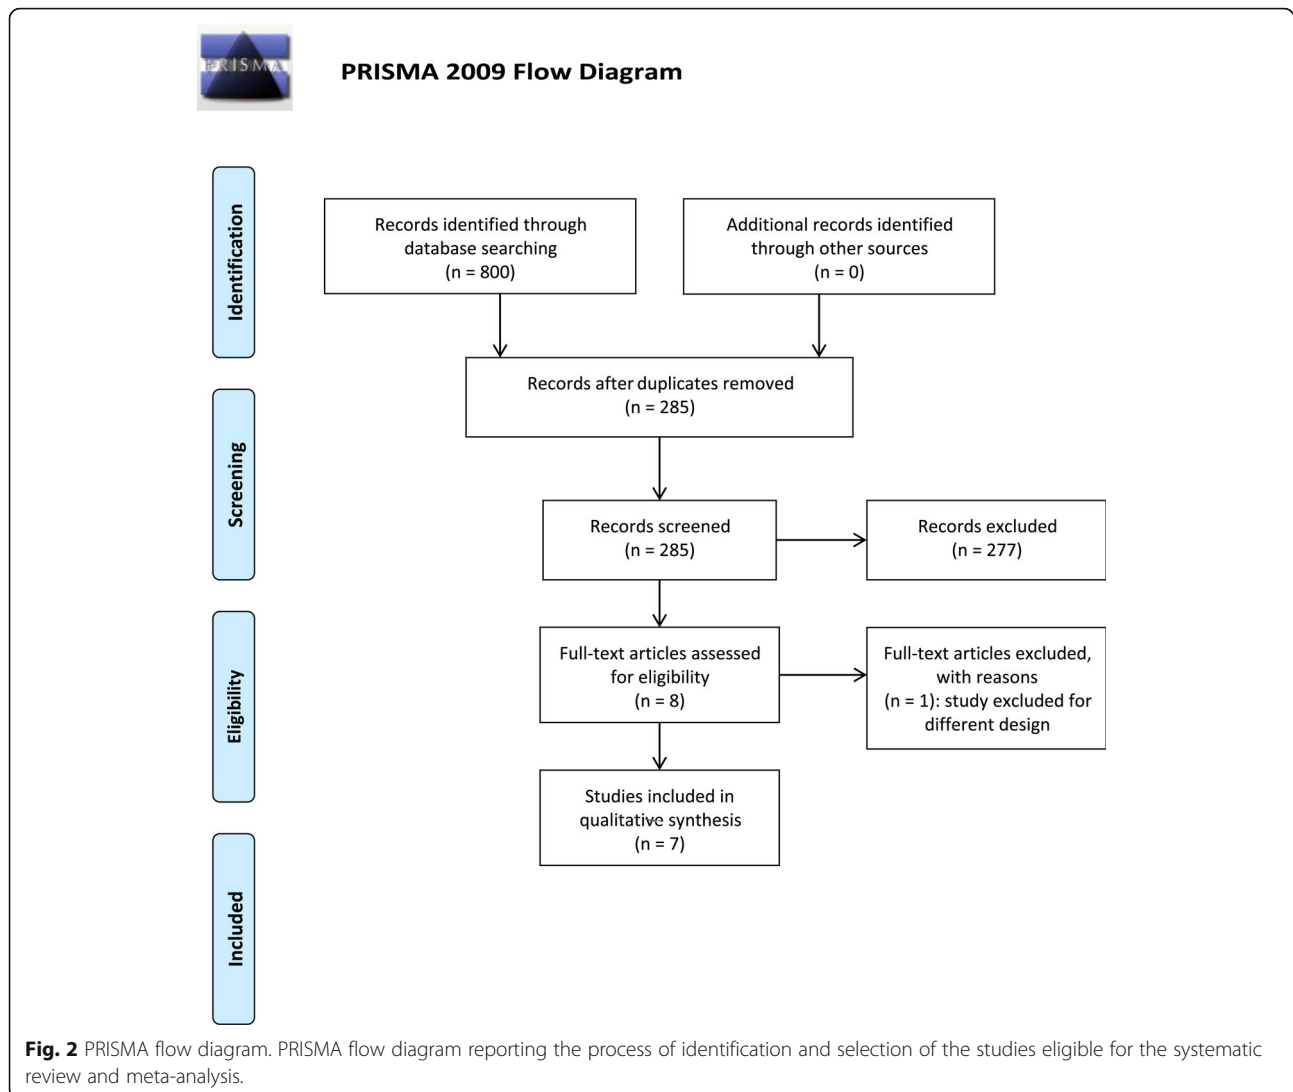 PRISMA
PRISMA 2009 Flow Diagram
Identification
Records identified through
database searching
(n = 800)
Additional records identified
through other sources
(n = 0)
Records after duplicates removed
(n = 285)
Screening
Records screened
(n = 285)
Records excluded
(n = 277)
Eligibility
Full-text articles assessed
for eligibility
(n = 8)
Full-text articles excluded,
with reasons
(n = 1): study excluded for
different design
Studies included in
qualitative synthesis
(n = 7)
Included
Fig. 2 PRISMA flow diagram. PRISMA flow diagram reporting the process of identification and selection of the studies eligible for the systematic
review and meta-analysis.